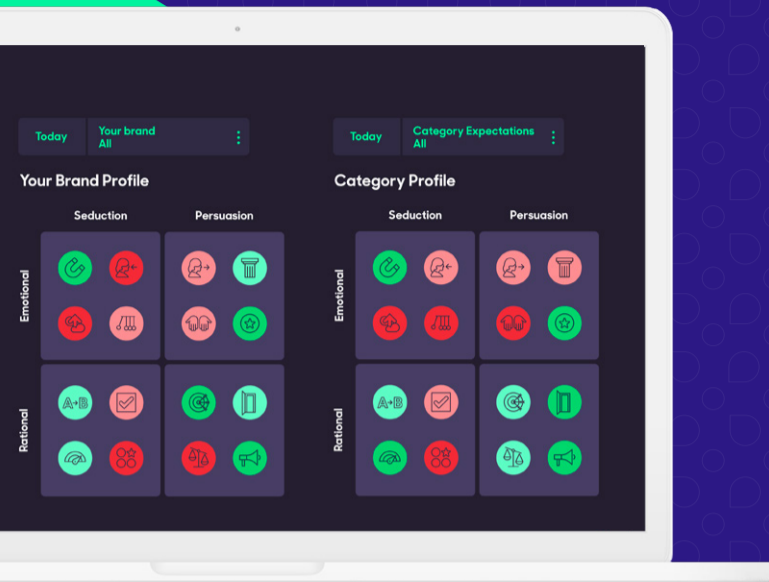 Today
Your brand
All
Your Brand Profile
Seduction
Persuasion
Emotional
Rational
A→B
Today
Category Expectations
All
Category Profile
Seduction
Persuasion
Emotional
Rational
A→B